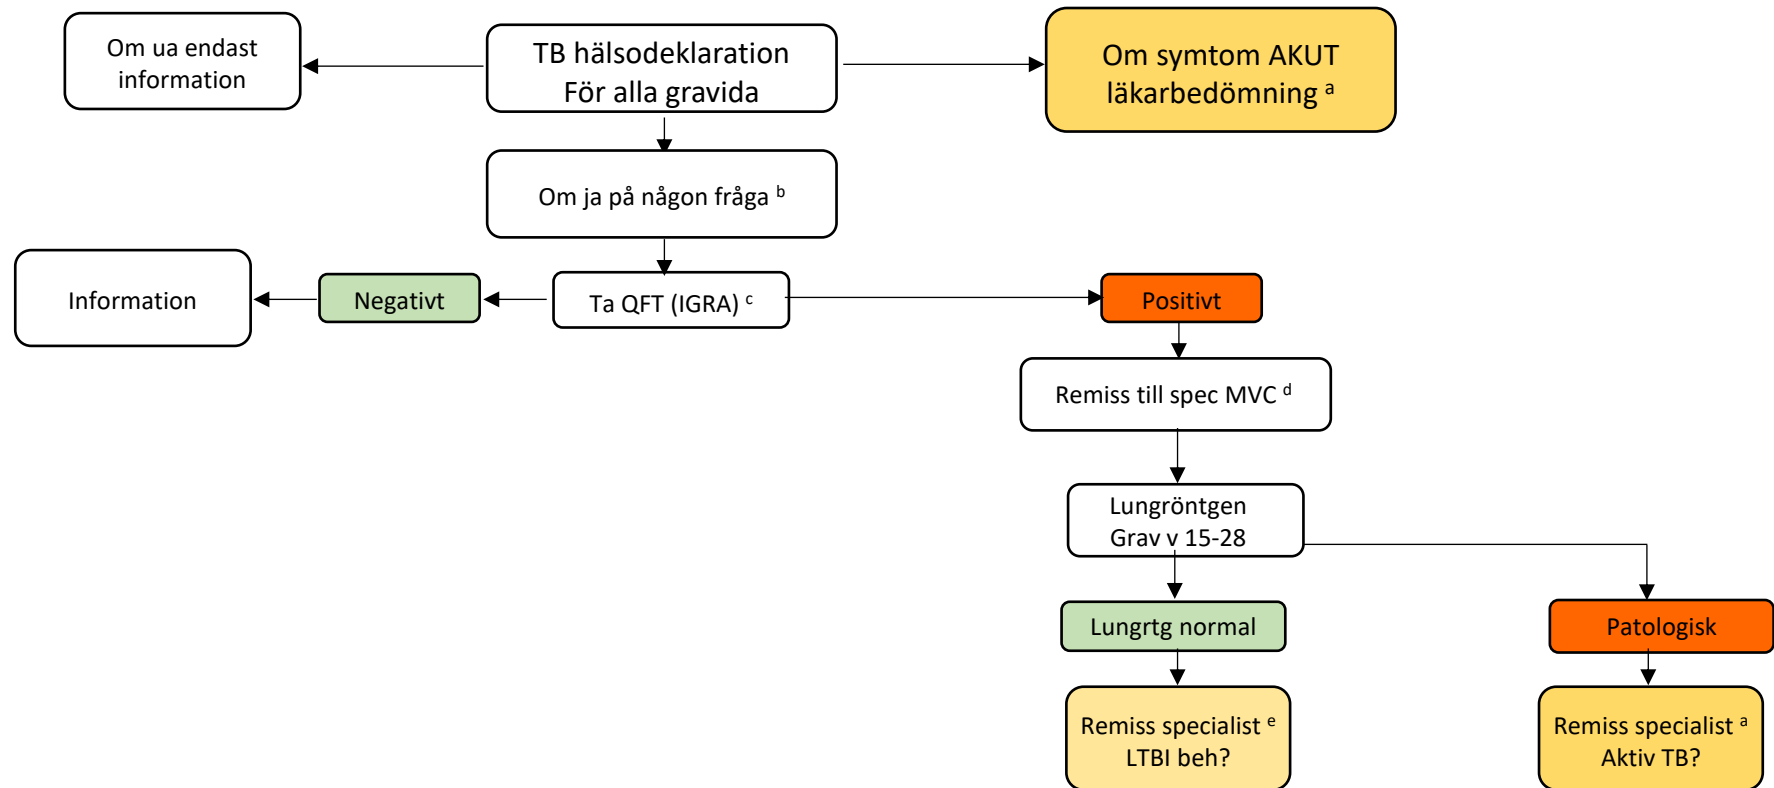 Om ua endast
information
TB hälsodeklaration
För alla gravida
Om symtom AKUT
läkarbedömning a
Om ja på någon fråga b
Information
Negativt
Ta QFT (IGRA) c
Positivt
Remiss till spec MVC d
Lungröntgen
Grav v 15-28
Lungrtg normal
Patologisk
Remiss specialist e
LTBI beh?
Remiss specialist a
Aktiv TB?